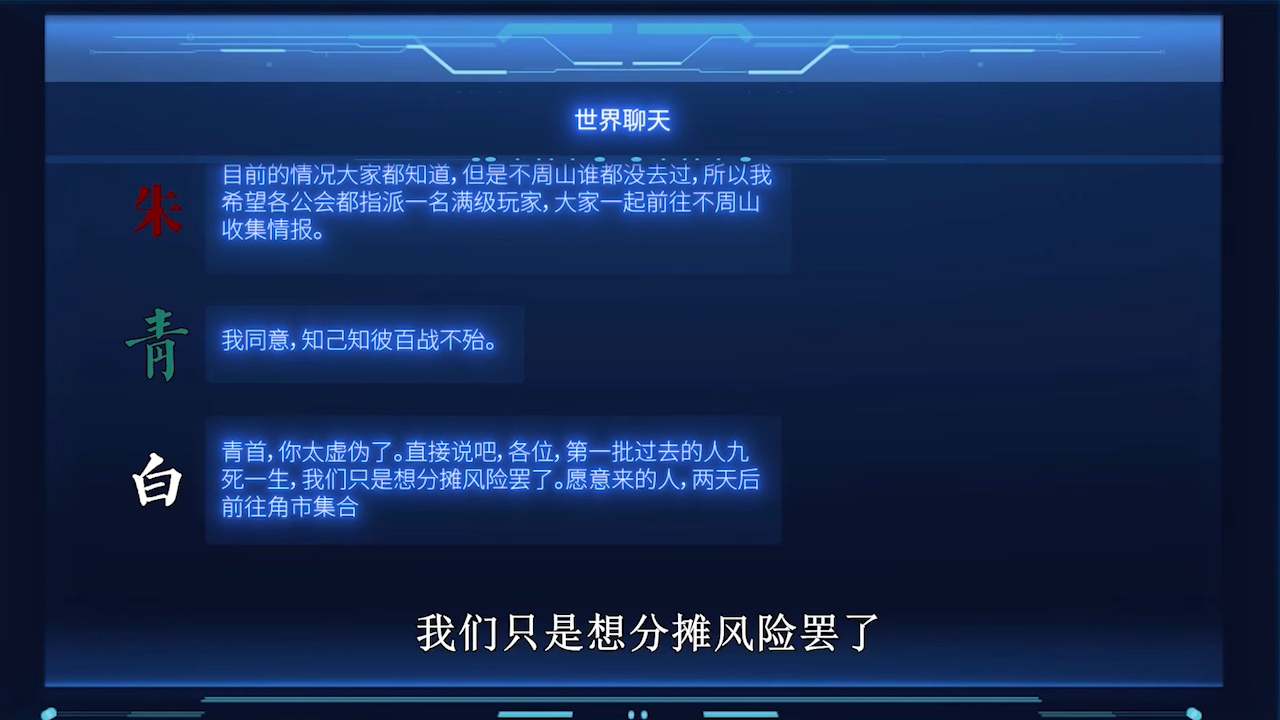 世界聊天
朱
目前的情况大家都知道，但是不周山谁都没去过，所以我
希望各公会都指派一名满级玩家，大家一起前往不周山
收集情报。
青
我同意，知己知彼百战不殆。
白
青首，你太虚伪了。直接说吧，各位，第一批过去的人九
死一生，我们只是想分摊风险罢了。愿意来的人，两天后
前往角市集合
我们只是想分摊风险罢了